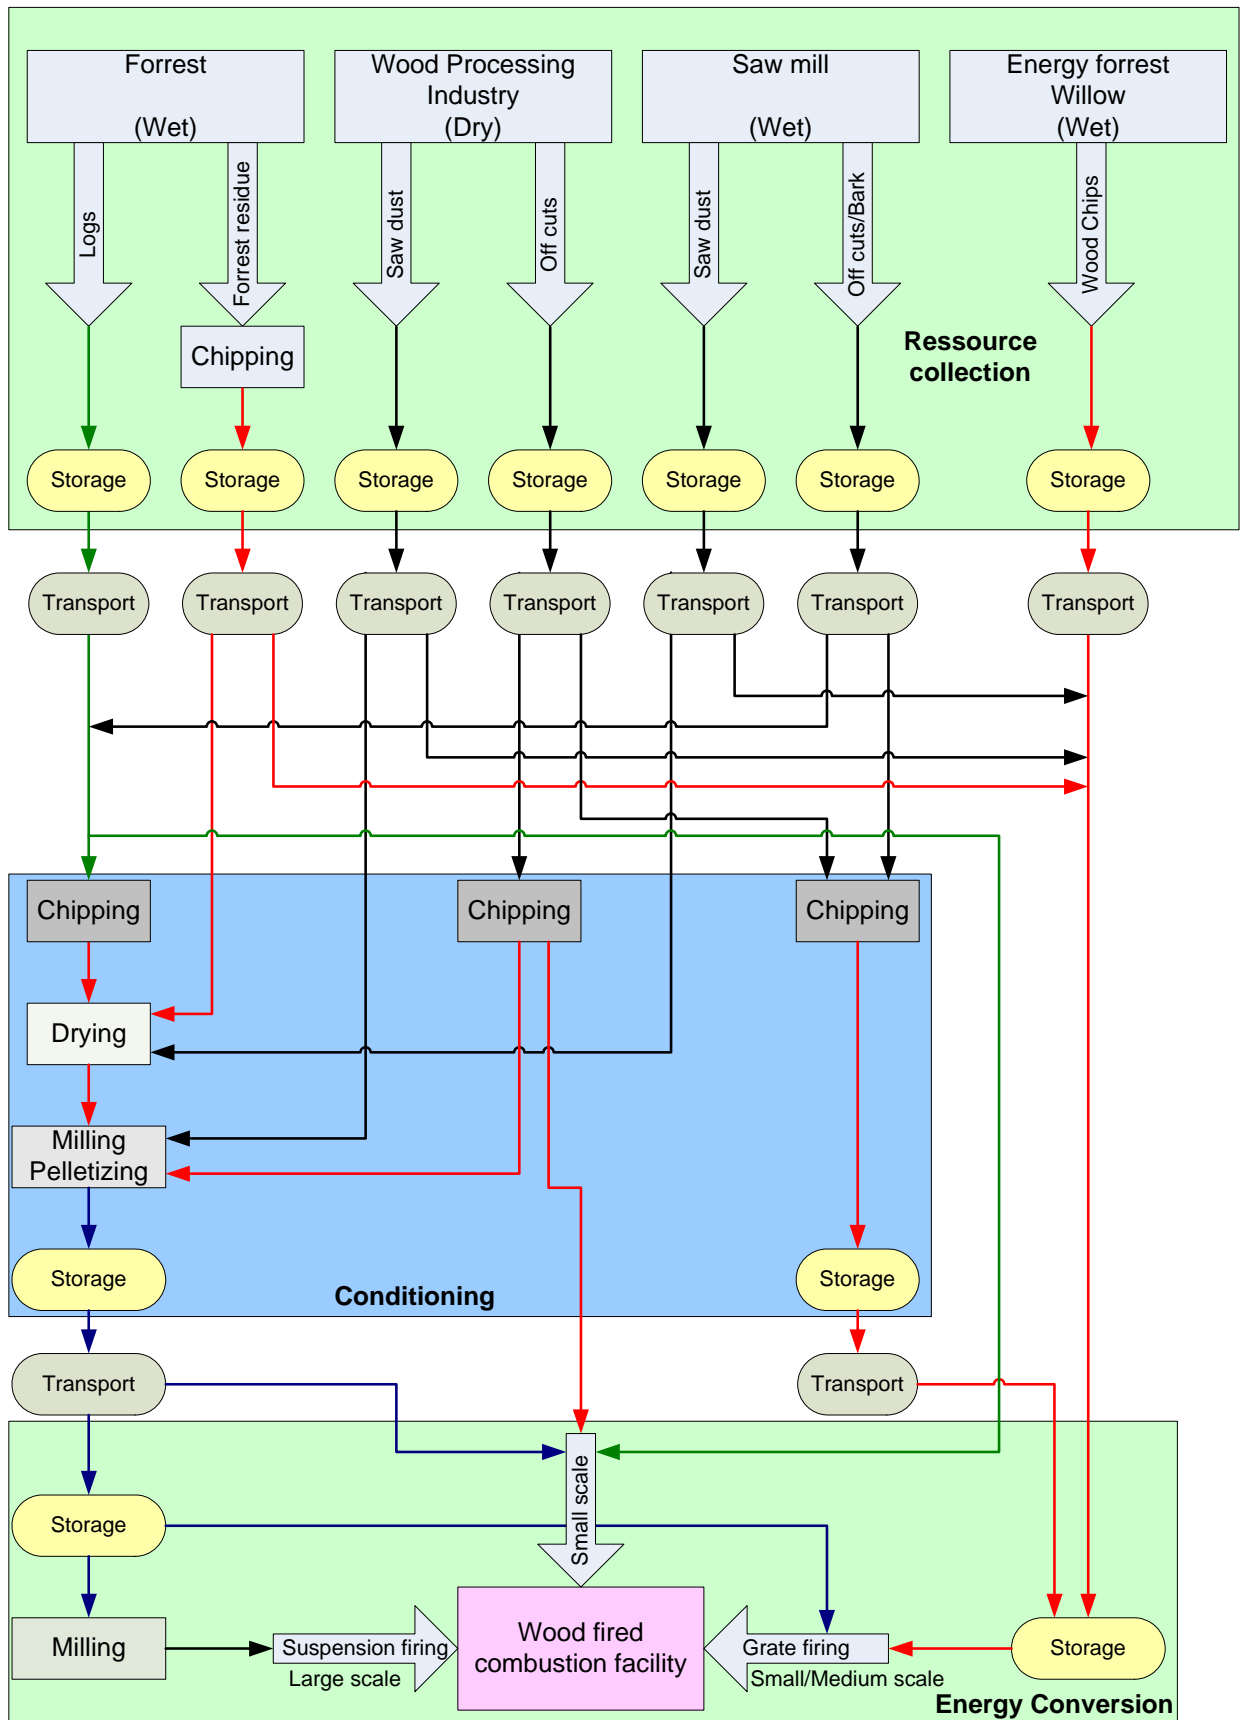 Forrest
(Wet)
Wood Processing
Industry
(Dry)
Saw mill
(Wet)
Energy forrest
Willow
(Wet)
Logs
Forrest residue
Saw dust
Off cuts
Saw dust
Off cuts/Bark
Wood Chips
Chipping
Ressource
collection
Storage
Storage
Storage
Storage
Storage
Storage
Storage
Transport
Transport
Transport
Transport
Transport
Transport
Transport
Chipping
Chipping
Chipping
Drying
Milling
Pelletizing
Storage
Storage
Conditioning
Transport
Transport
Small scale
Storage
Milling
Suspension firing
Large scale
Wood fired
combustion facility
Grate firing
Small/Medium scale
Storage
Energy Conversion